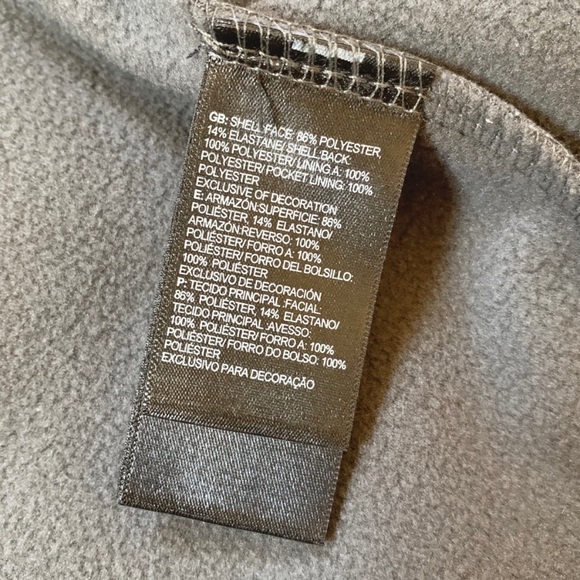 GB: SHELL:FACE: 86% POLYESTER,
14% ELASTANE/ SHELL:BACK:
100% POLYESTER/ LINING A: 100%
POLYESTER/ POCKET LINING: 100%
POLYESTER
EXCLUSIVE OF DECORATION
E: ARMAZÓN:SUPERFICIE: 86%
POLIÉSTER, 14% ELASTANO/
ARMAZÓN:REVERSO: 100%
POLIÉSTER/ FORRO A: 100%
POLIÉSTER/ FORRO DEL BOLSILLO:
100% POLIÉSTER
EXCLUSIVO DE DECORACIÓN
P: TECIDO PRINCIPAL :FACIAL:
86% POLIÉSTER, 14% ELASTANO/
TECIDO PRINCIPAL :AVESSO:
100% POLIÉSTER/ FORRO A: 100%
POLIÉSTER/ FORRO DO BOLSO: 100%
POLIÉSTER
EXCLUSIVO PARA DECORAÇÃO